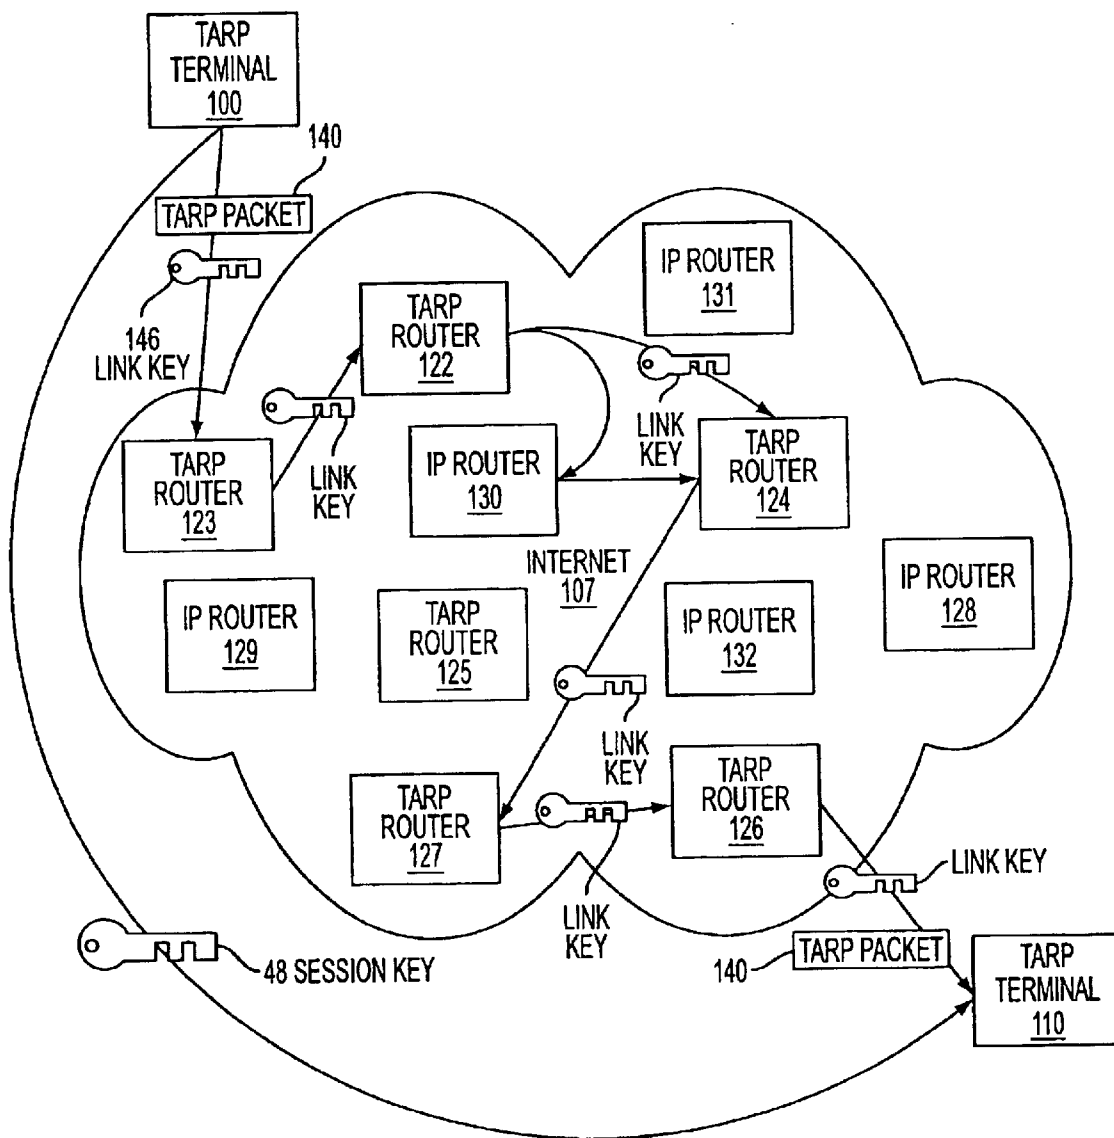 TARP
TERMINAL
100
140
TARP PACKET
146
LINK KEY
IP ROUTER
131
TARP
ROUTER
122
LINK
KEY
LINK
KEY
TARP
ROUTER
123
IP ROUTER
130
TARP
ROUTER
124
INTERNET
107
IP ROUTER
129
TARP
ROUTER
125
IP ROUTER
132
IP ROUTER
128
LINK
KEY
TARP
ROUTER
127
TARP
ROUTER
126
LINK
KEY
LINK KEY
48 SESSION KEY
140
TARP PACKET
TARP
TERMINAL
110